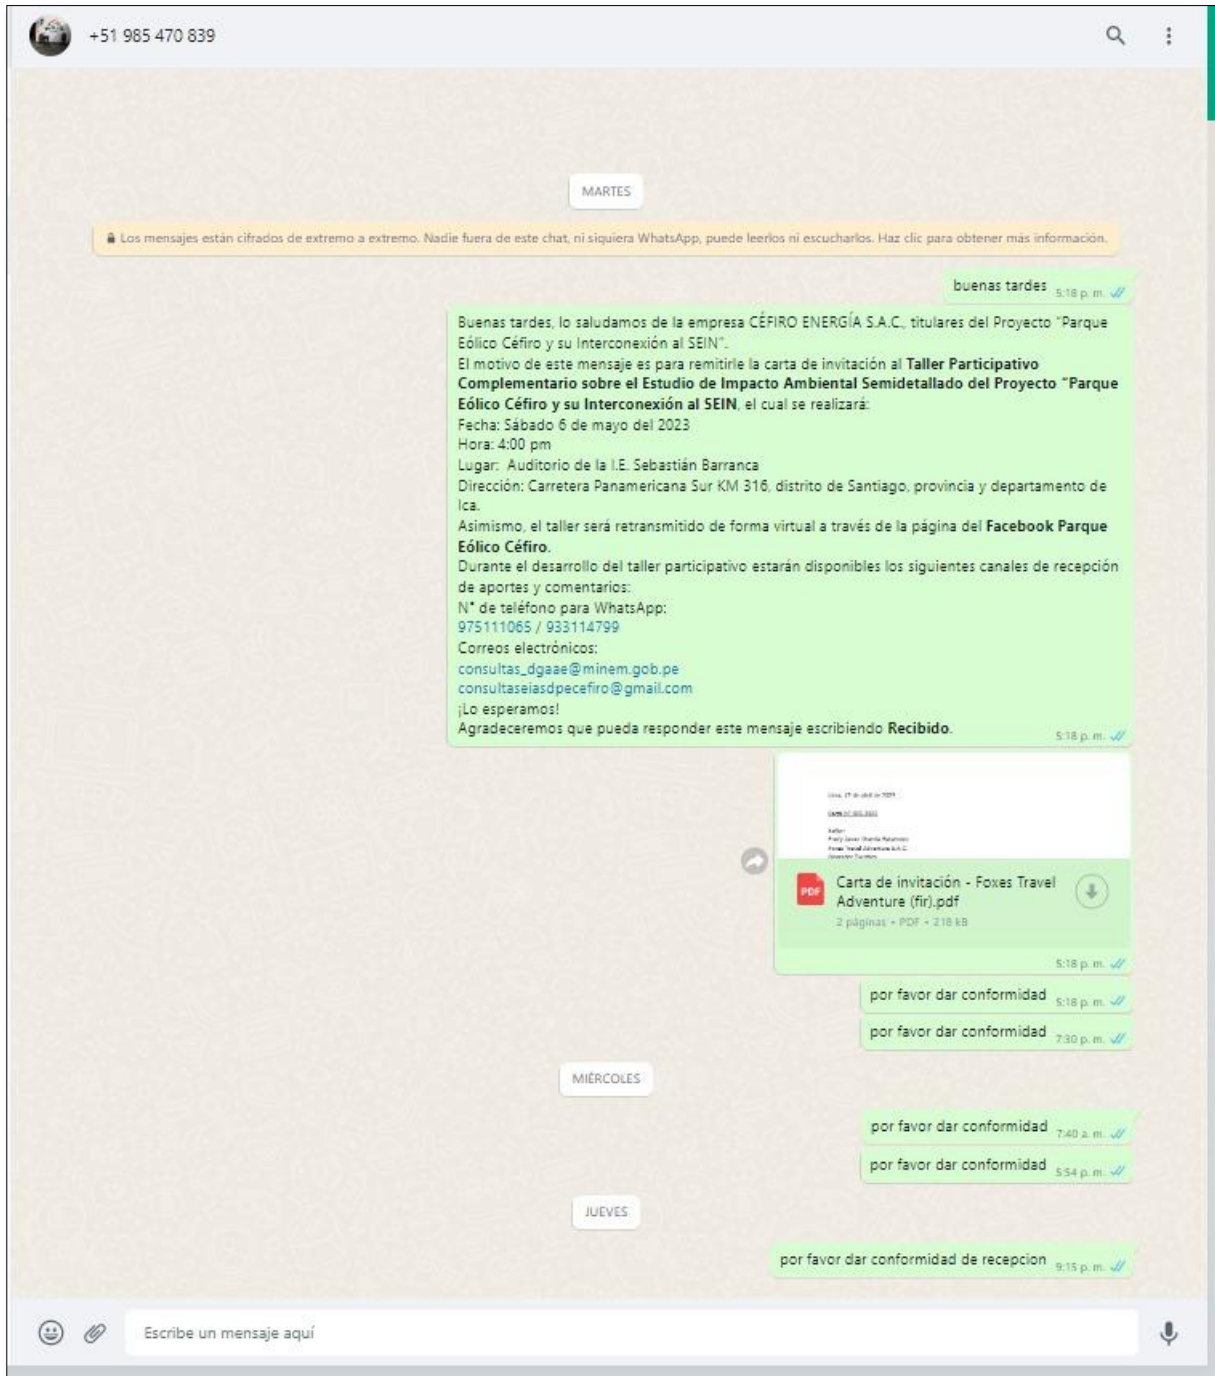 +51 985 470 839
MARTES
Los mensajes están cifrados de extremo a extremo. Nadie fuera de este chat, ni siquiera WhatsApp, puede leerlos ni escucharlos. Haz clic para obtener más información.
buenas tardes 5:18 p. m.
Buenas tardes, lo saludamos de la empresa CÉFIRO ENERGÍA S.A.C., titulares del Proyecto "Parque
Eólico Céfiro y su Interconexión al SEIN".
El motivo de este mensaje es para remitirle la carta de invitación al Taller Participativo
Complementario sobre el Estudio de Impacto Ambiental Semidetallado del Proyecto "Parque
Eólico Céfiro y su Interconexión al SEIN, el cual se realizará:
Fecha: Sábado 6 de mayo del 2023
Hora: 4:00 pm
Lugar: Auditorio de la I.E. Sebastián Barranca
Dirección: Carretera Panamericana Sur KM 316, distrito de Santiago, provincia y departamento de
Ica.
Asimismo, el taller será retransmitido de forma virtual a través de la página del Facebook Parque
Eólico Céfiro.
Durante el desarrollo del taller participativo estarán disponibles los siguientes canales de recepción
de aportes y comentarios:
N° de teléfono para WhatsApp:
975111065 / 933114799
Correos electrónicos:
consultas_dgaae@minem.gob.pe
consultaseiasdpecefiro@gmail.com
¡Lo esperamos!
Agradeceremos que pueda responder este mensaje escribiendo Recibido.
5:18 p. m.
PDF
Carta de invitación - Foxes Travel
Adventure (fir).pdf
2 páginas • PDF • 218 kB
5:18 p. m.
por favor dar conformidad 5:18 p. m.
por favor dar conformidad 7:30 p. m.
MIÉRCOLES
por favor dar conformidad 7:40 a. m.
por favor dar conformidad 5:54 p. m.
JUEVES
por favor dar conformidad de recepcion 9:15 p. m.
Escribe un mensaje aquí